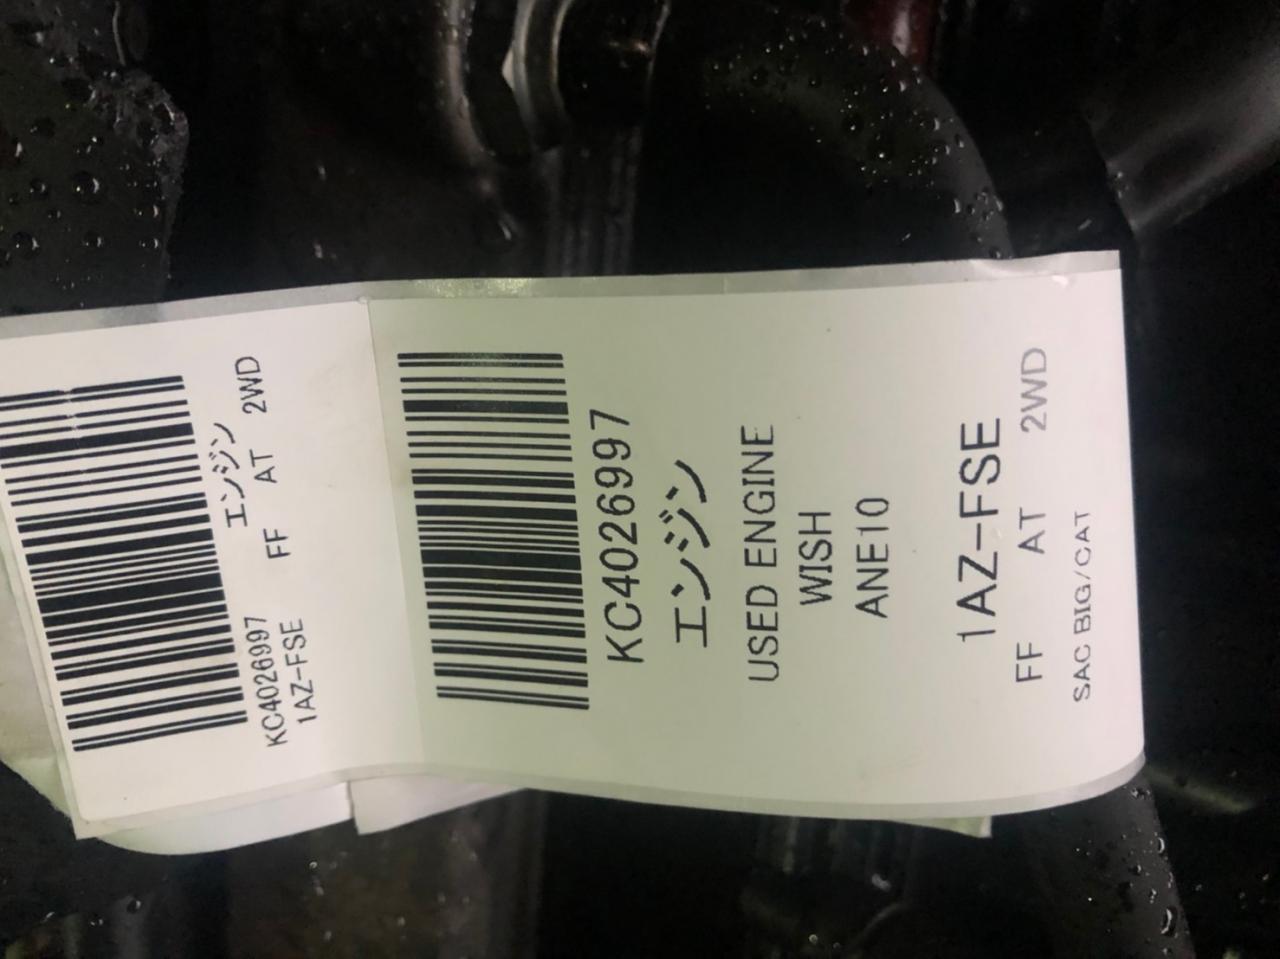 KC4026997 エンジン
1AZ-FSE FF AT 2WD
KC4026997
エンジン
USED ENGINE
WISH
ANE10
1AZ-FSE
FF AT 2WD
SAC BIG/CAT